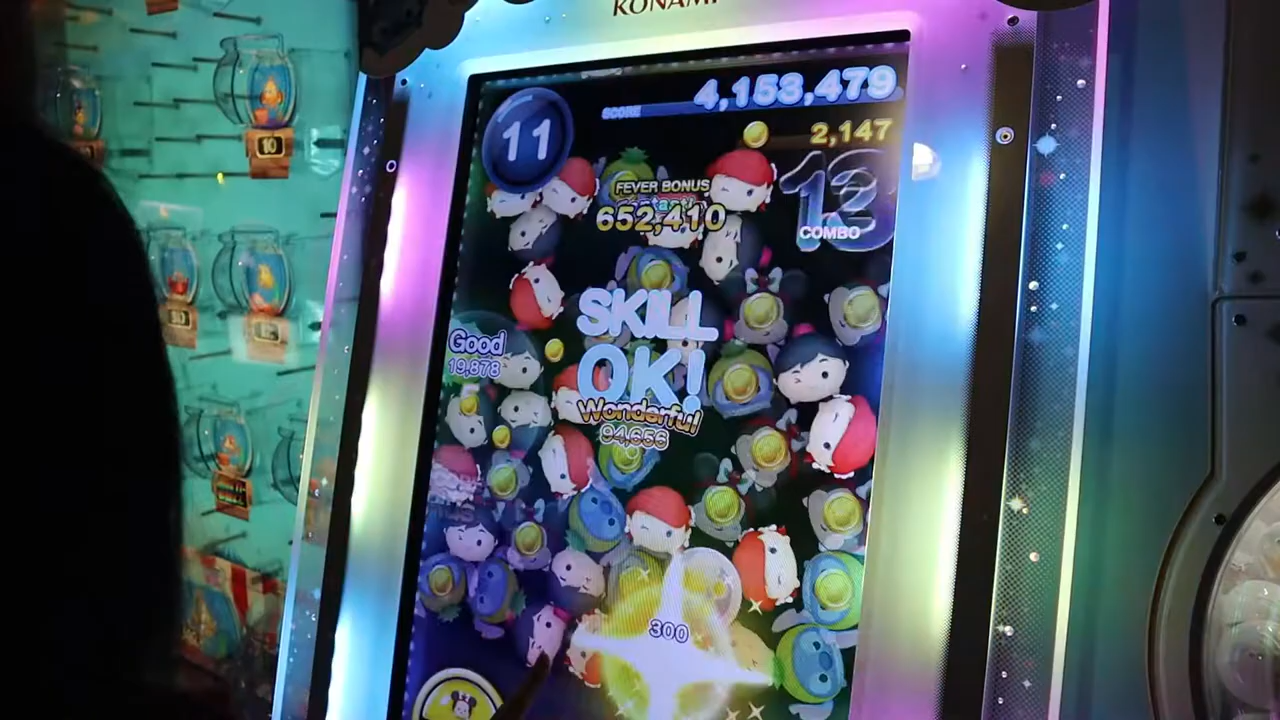 KONAMI
11
SCORE
4,153,479
2,147
FEVER BONUS
652,410
13
COMBO
SKILL
OK!
Good
19,878
Wonderful
94,656
300
10